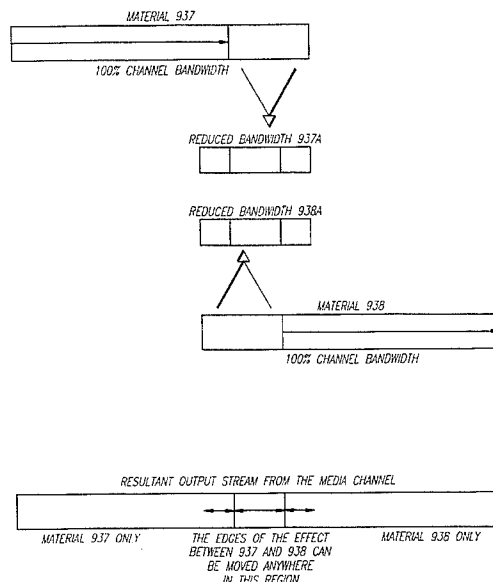 MATERIAL 937
100% CHANNEL BANDWIDTH
REDUCED BANDWIDTH 937A
REDUCED BANDWIDTH 938A
MATERIAL 938
100% CHANNEL BANDWIDTH
RESULTANT OUTPUT STREAM FROM THE MEDIA CHANNEL
MATERIAL 937 ONLY
THE EDGES OF THE EFFECT
BETWEEN 937 AND 938 CAN
BE MOVED ANYWHERE
IN THIS REGION
MATERIAL 938 ONLY